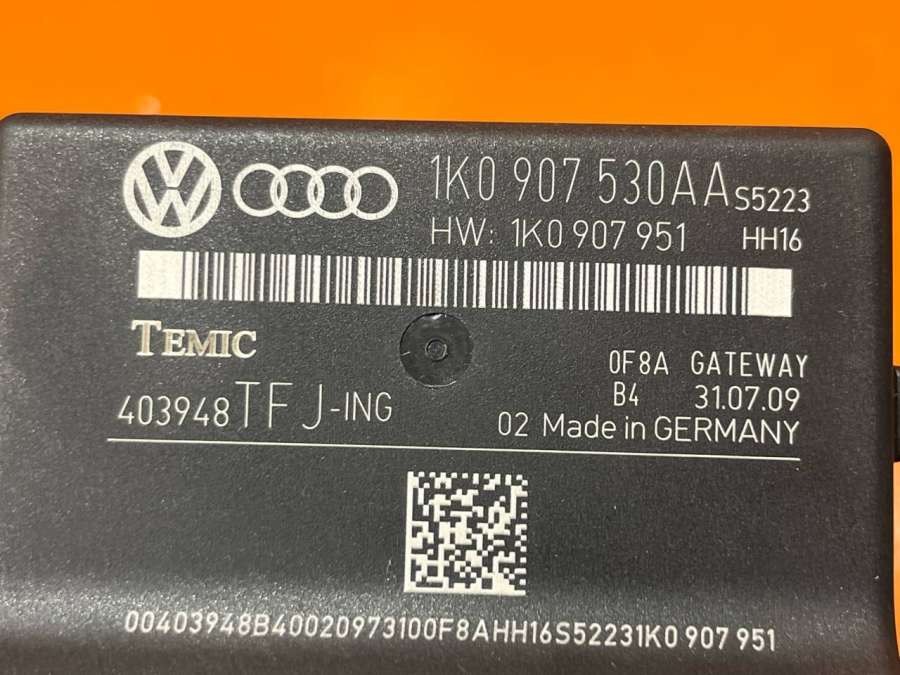 1K0 907 530AA S5223
HW: 1K0 907 951 HH16
TEMIC
0F8A GATEWAY
B4 31.07.09
403948TFJ-ING
02 Made in GERMANY
00403948B40020973100F8AHH16S52231K0 907 951